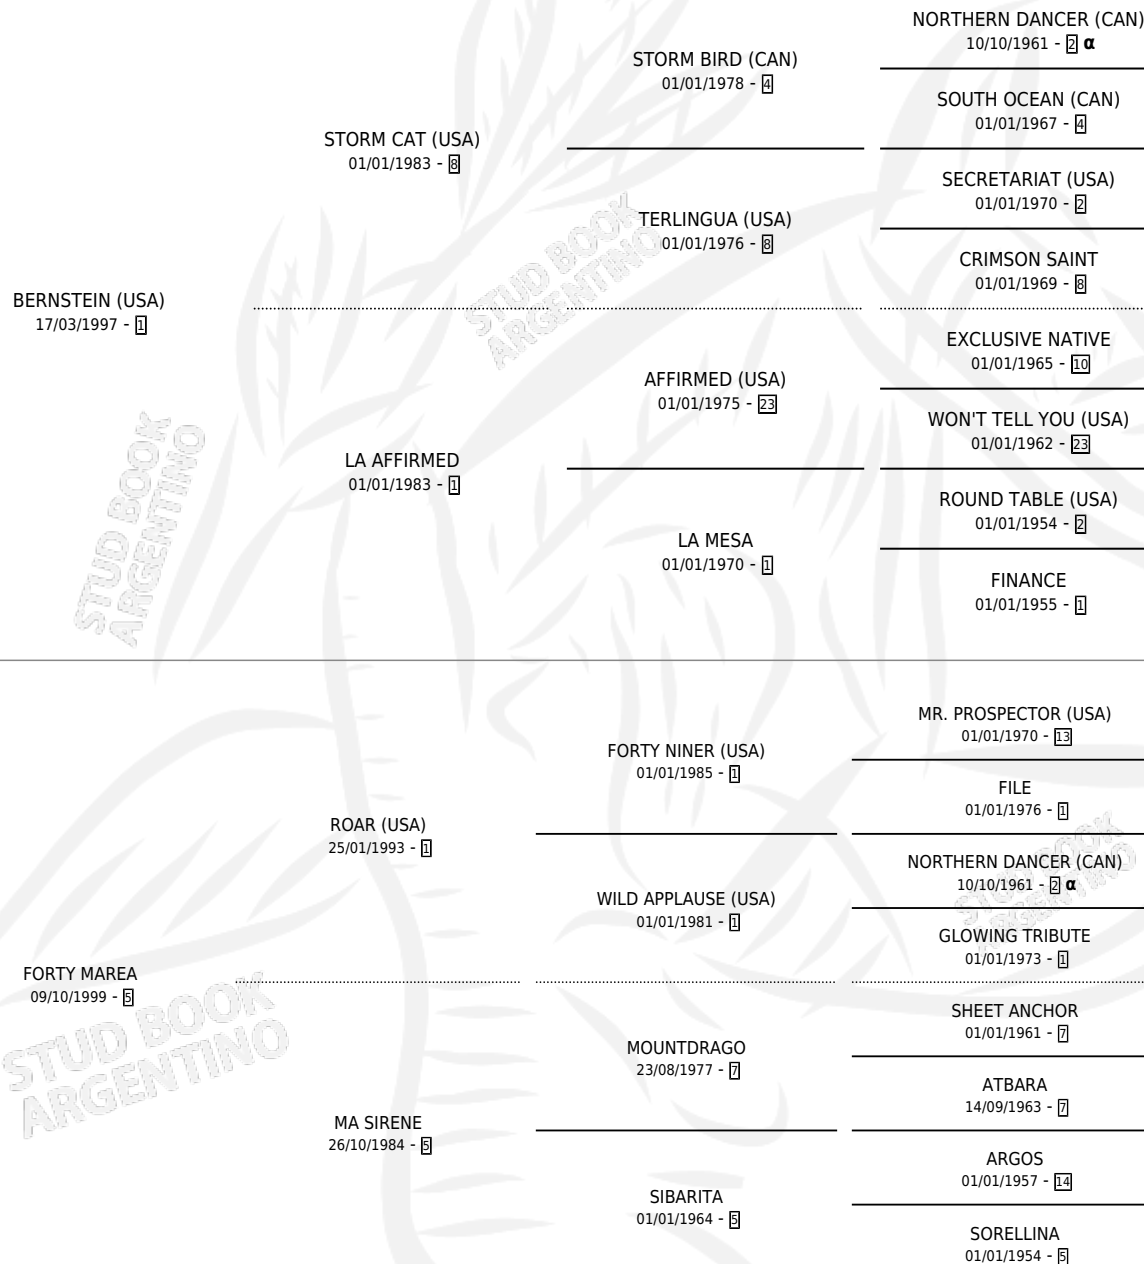 NORTHERN DANCER (CAN)
10/10/1961 - 2 α
STORM BIRD (CAN)
01/01/1978 - 4
SOUTH OCEAN (CAN)
01/01/1967 - 4
STORM CAT (USA)
01/01/1983 - 8
SECRETARIAT (USA)
01/01/1970 - 2
TERLINGUA (USA)
01/01/1976 - 8
CRIMSON SAINT
01/01/1969 - 8
BERNSTEIN (USA)
17/03/1997 - 1
EXCLUSIVE NATIVE
01/01/1965 - 10
AFFIRMED (USA)
01/01/1975 - 23
WON'T TELL YOU (USA)
01/01/1962 - 23
LA AFFIRMED
01/01/1983 - 1
ROUND TABLE (USA)
01/01/1954 - 2
LA MESA
01/01/1970 - 1
FINANCE
01/01/1955 - 1
MR. PROSPECTOR (USA)
01/01/1970 - 13
FORTY NINER (USA)
01/01/1985 - 1
FILE
01/01/1976 - 1
ROAR (USA)
25/01/1993 - 1
NORTHERN DANCER (CAN)
10/10/1961 - 2 α
WILD APPLAUSE (USA)
01/01/1981 - 1
GLOWING TRIBUTE
01/01/1973 - 1
FORTY MAREA
09/10/1999 - 5
SHEET ANCHOR
01/01/1961 - 7
MOUNTDRAGO
23/08/1977 - 7
ATBARA
14/09/1963 - 7
MA SIRENE
26/10/1984 - 5
ARGOS
01/01/1957 - 14
SIBARITA
01/01/1964 - 5
SORELLINA
01/01/1954 - 5
STUD BOOK
ARGENTINO
STUD BOOK
ARGENTINO
STUD BOOK
ARGENTINO
STUD BOOK
ARGENTINO